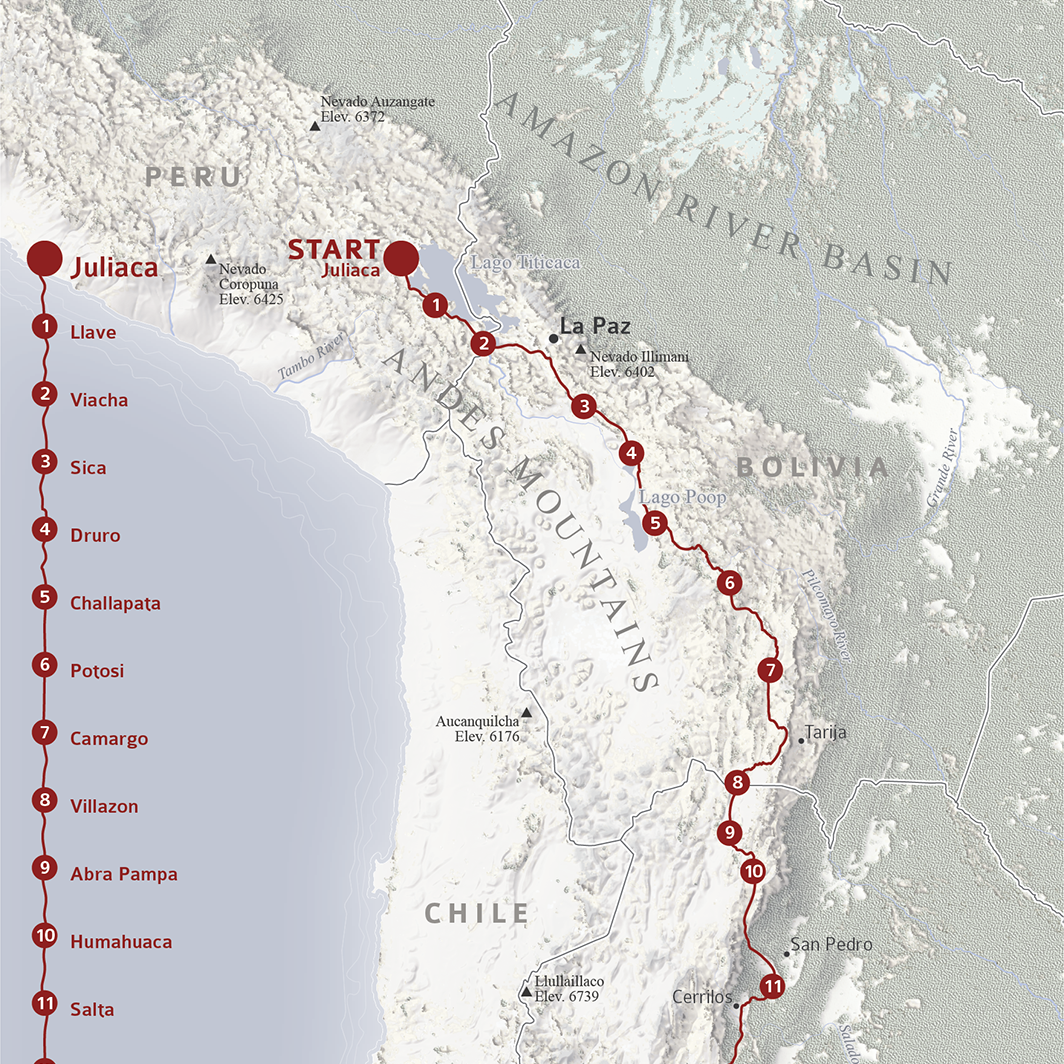 Nevado Auzangate
Elev. 6372
AMAZON RIVER BASIN
PERU
START
Juliaca
Juliaca
Lago Titicaca
Nevado
Coropuna
Elev. 6425
1
1 Llave
La Paz
2
Nevado Illimani
Elev. 6402
Tambo River
ANDES MOUNTAINS
2 Viacha
3
4
3 Sica
BOLIVIA
Grande River
Lago Poop
5
4 Druro
6
Pilcomayo River
5 Challapata
7
6 Potosi
Aucanquilcha
Elev. 6176
Tarija
7 Camargo
8
8 Villazon
9
9 Abra Pampa
10
CHILE
10 Humahuaca
San Pedro
11
Llullaillaco
Elev. 6739
Cerrilos
11 Salta
Salado